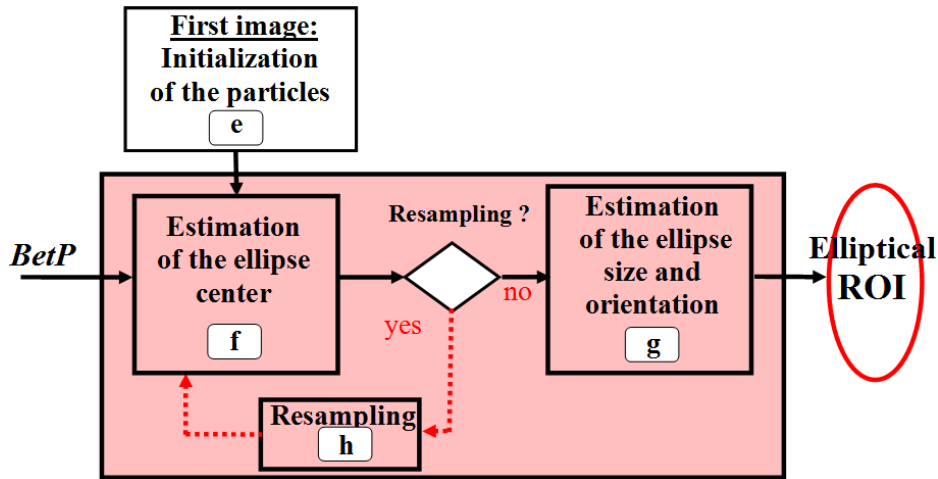 First image:
Initialization
of the particles
e
BetP
Estimation
of the ellipse
center
f
Resampling ?
yes
no
Estimation
of the ellipse
size and
orientation
g
Resampling
h
Elliptical
ROI